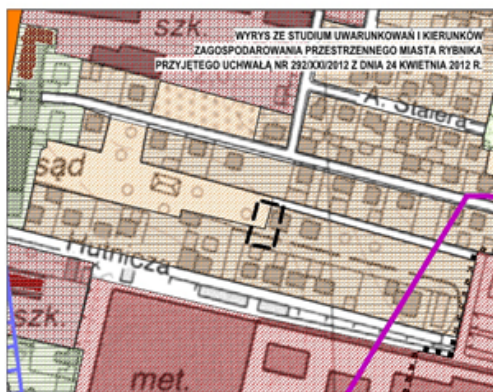 WYRYS ZE STUDIUM UWARUNKOWAŃ I KIERUNKÓW
ZAGOSPODAROWANIA PRZESTRZENNEGO MIASTA RYBNIKA
PRZYJĘTEGO UCHWAŁĄ NR 292/XXI/2012 Z DNIA 24 KWIETNIA 2012 R.
szk.
A. Stalera
sąd
Hutnicza
szk.
met.